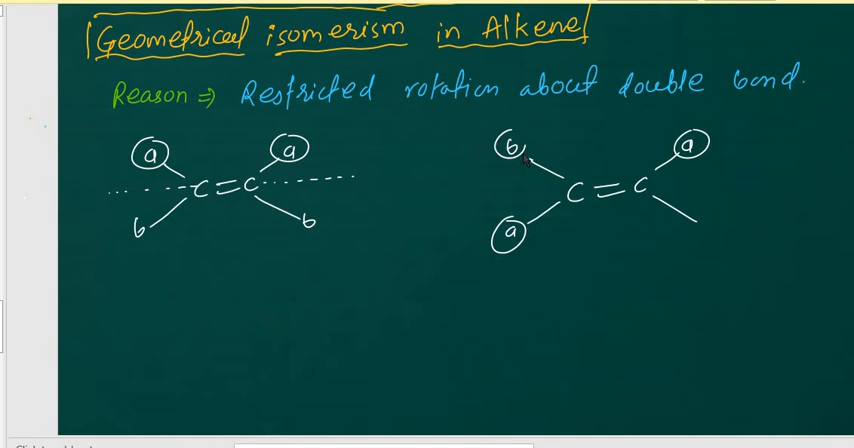 Geometrical isomerism in Alkene
Reason ⇒ Restricted rotation about double bond.
a a b a
C=C C=C
b b a